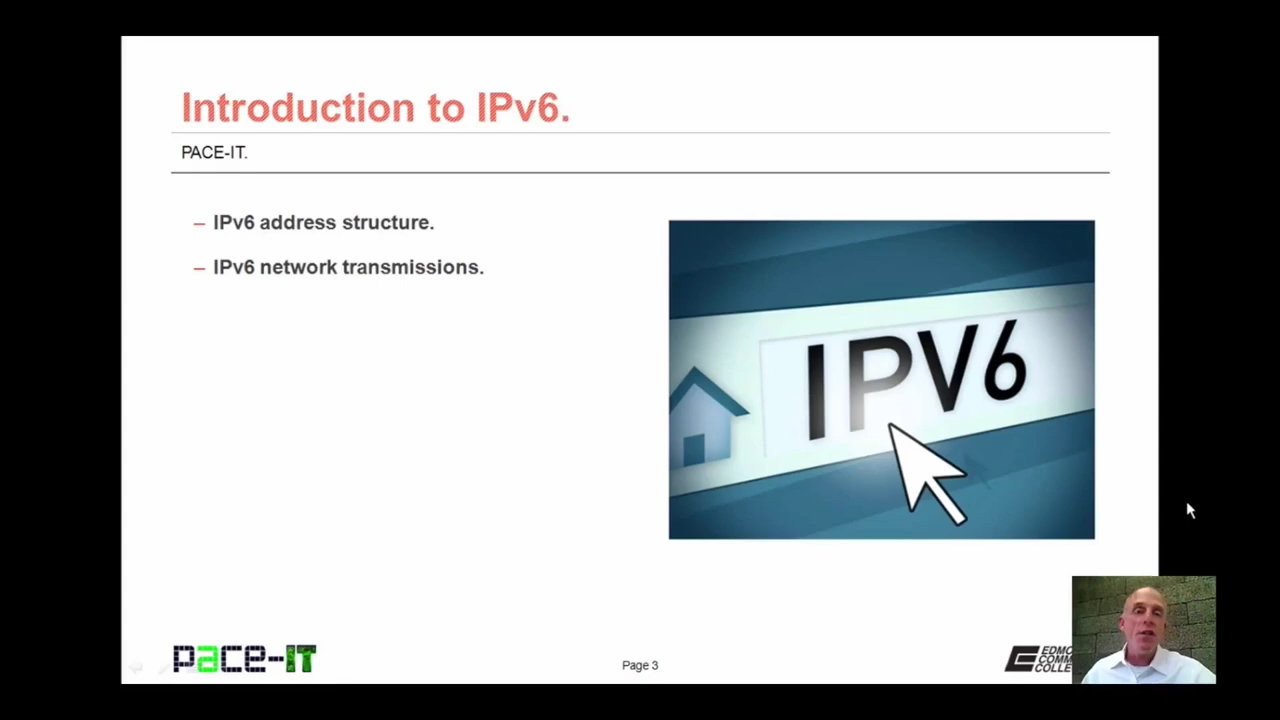 Introduction to IPv6.
PACE-IT.
– IPv6 address structure.
– IPv6 network transmissions.
IPV6
pace-IT
Page 3